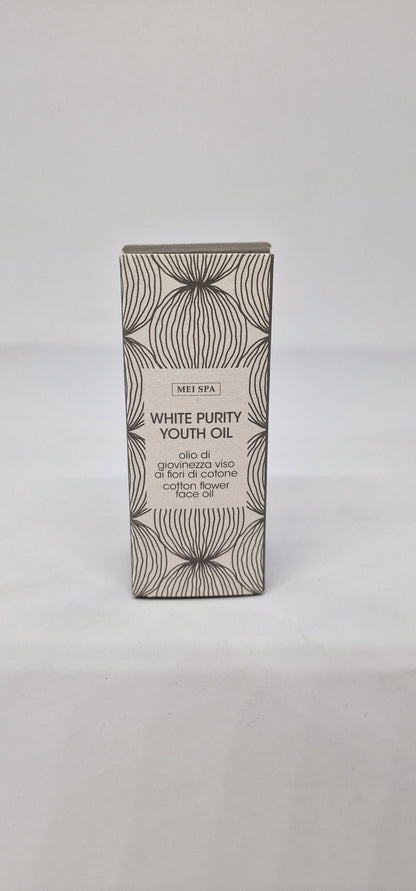 MEI SPA
WHITE PURITY
YOUTH OIL
olio di
giovinezza viso
ai fiori di cotone
cotton flower
face oil